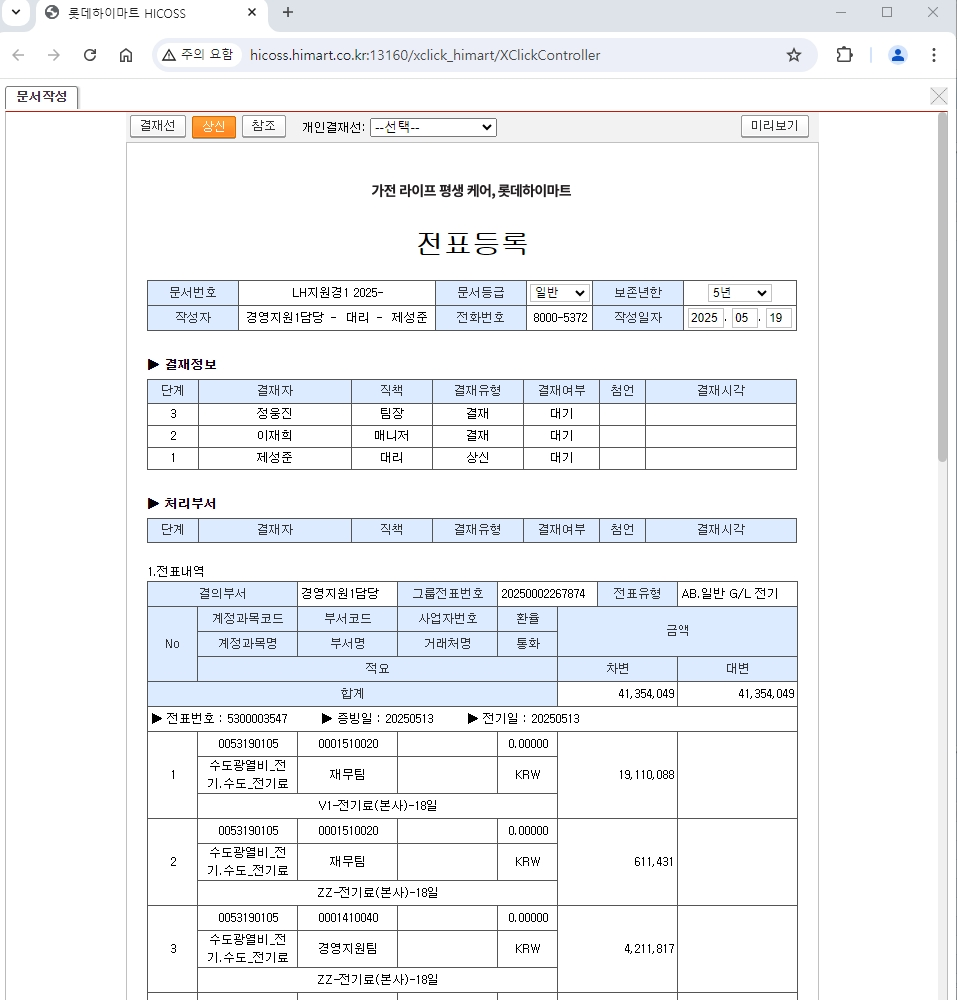 롯데하이마트 HICOSS
주의 요함 hicoss.himart.co.kr:13160/xclick_himart/XClickController
문서작성
결재선 상신 참조 개인결재선: --선택-- 미리보기
가전 라이프 평생 케어, 롯데하이마트
전표등록
문서번호 LH지원경1 2025- 문서등급 일반 보존년한 5년
작성자 경영지원1담당 - 대리 - 제성준 전화번호 8000-5372 작성일자 2025 . 05 . 19
▶ 결재정보
단계 결재자 직책 결재유형 결재여부 첨언 결재시각
3 정웅진 팀장 결재 대기
2 이재희 매니저 결재 대기
1 제성준 대리 상신 대기
▶ 처리부서
단계 결재자 직책 결재유형 결재여부 첨언 결재시각
1.전표내역
결의부서 경영지원1담당 그룹전표번호 20250002267874 전표유형 AB.일반 G/L 전기
No 계정과목코드 부서코드 사업자번호 환율 금액
계정과목명 부서명 거래처명 통화
적요 차변 대변
합계 41,354,049 41,354,049
▶ 전표번호 : 5300003547 ▶ 증빙일 : 20250513 ▶ 전기일 : 20250513
0053190105 0001510020 0.00000
1 수도광열비_전 재무팀 KRW 19,110,088
기.수도_전기료
V1-전기료(본사)-18일
0053190105 0001510020 0.00000
2 수도광열비_전 재무팀 KRW 611,431
기.수도_전기료
ZZ-전기료(본사)-18일
0053190105 0001410040 0.00000
3 수도광열비_전 경영지원팀 KRW 4,211,817
기.수도_전기료
ZZ-전기료(본사)-18일